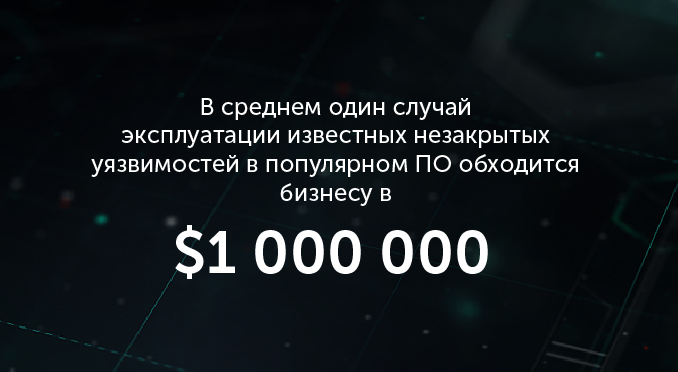 В среднем один случай
эксплуатации известных незакрытых
уязвимостей в популярном ПО обходится
бизнесу в
$1 000 000